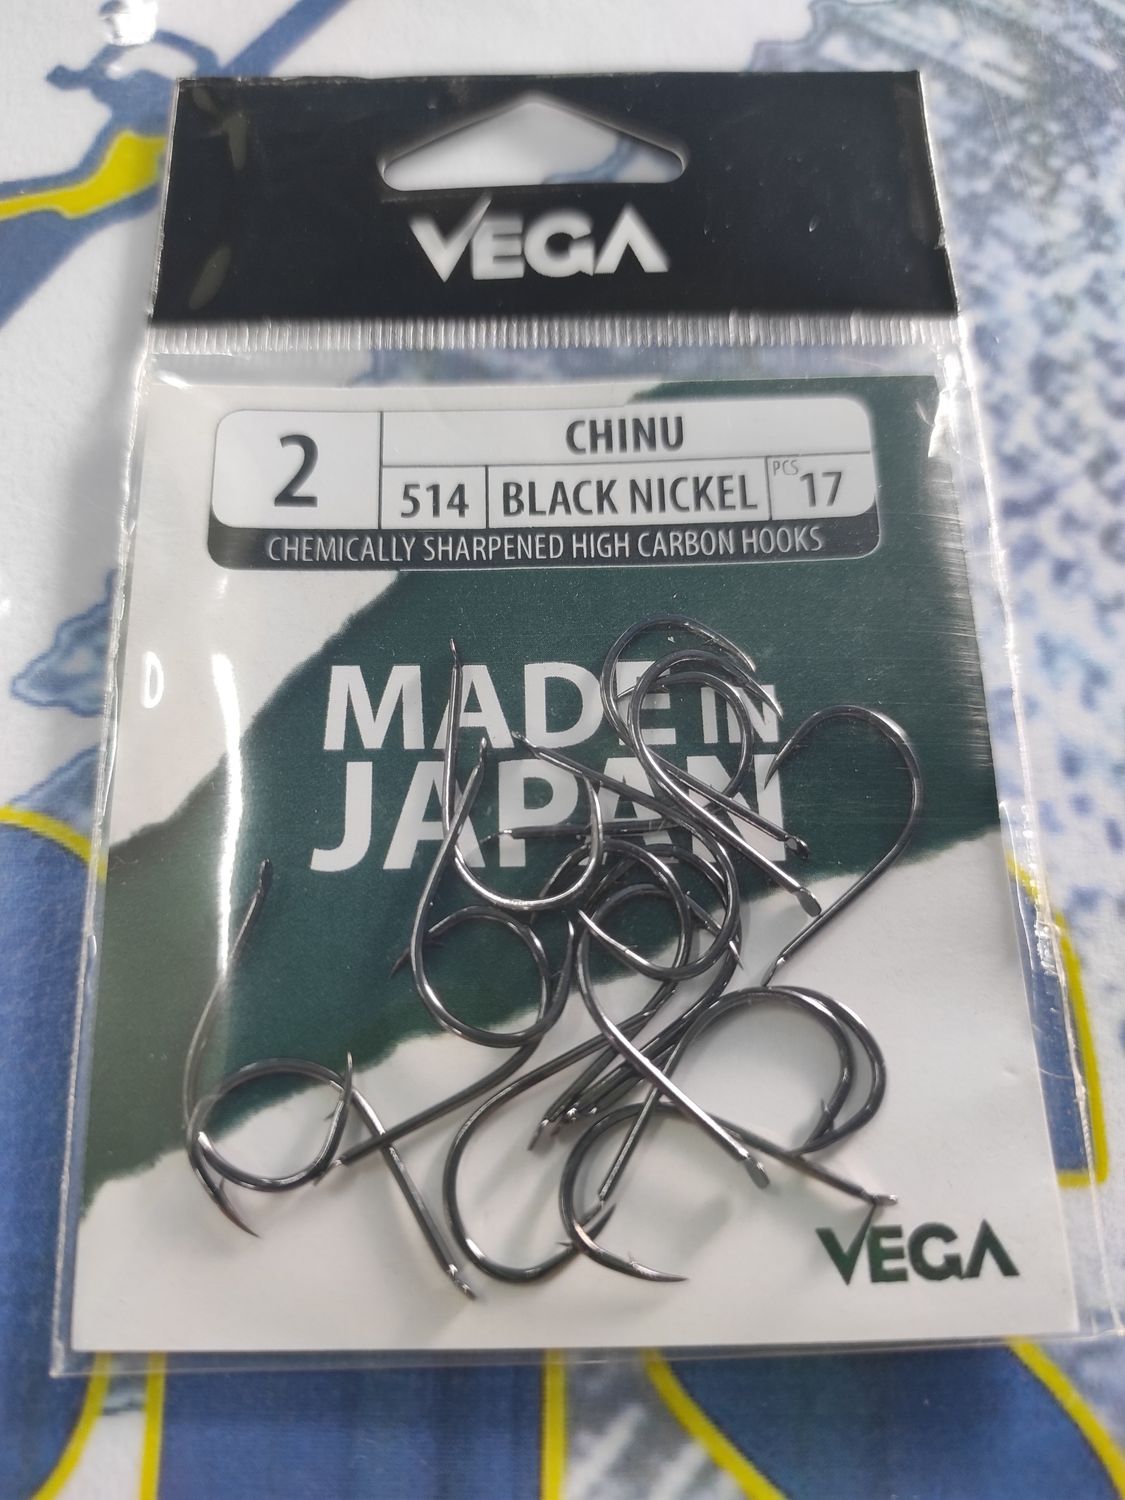 VEGA
2
CHINU
514
BLACK NICKEL
PCS 17
CHEMICALLY SHARPENED HIGH CARBON HOOKS
MADE IN
JAPAN
VEGA